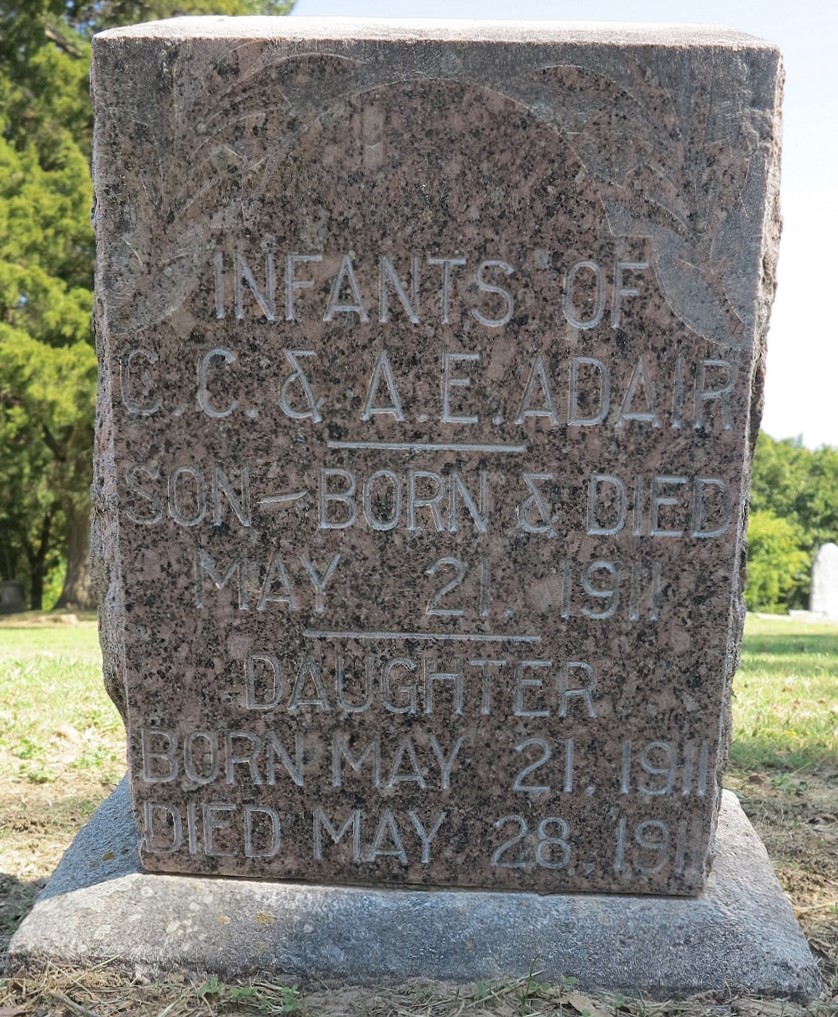 INFANTS OF
C.C. & A.E. ADAIR
SON—BORN & DIED
MAY 21, 1911
DAUGHTER
BORN MAY 21, 1911
DIED MAY 28, 1911